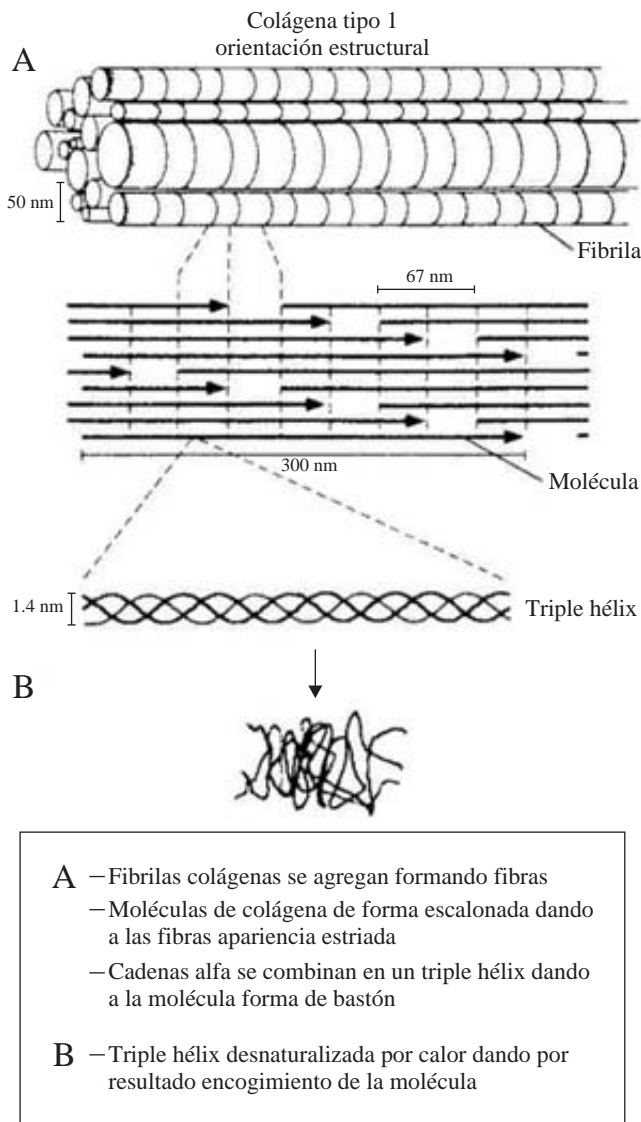 Colágena tipo 1
orientación estructural
A
50 nm
Fibrila
67 nm
300 nm
Molécula
1.4 nm
Triple hélix
B
A – Fibrilas colágenas se agregan formando fibras
– Moléculas de colágena de forma escalonada dando
a las fibras apariencia estriada
– Cadenas alfa se combinan en un triple hélix dando
a la molécula forma de bastón
B – Triple hélix desnaturalizada por calor dando por
resultado encogimiento de la molécula